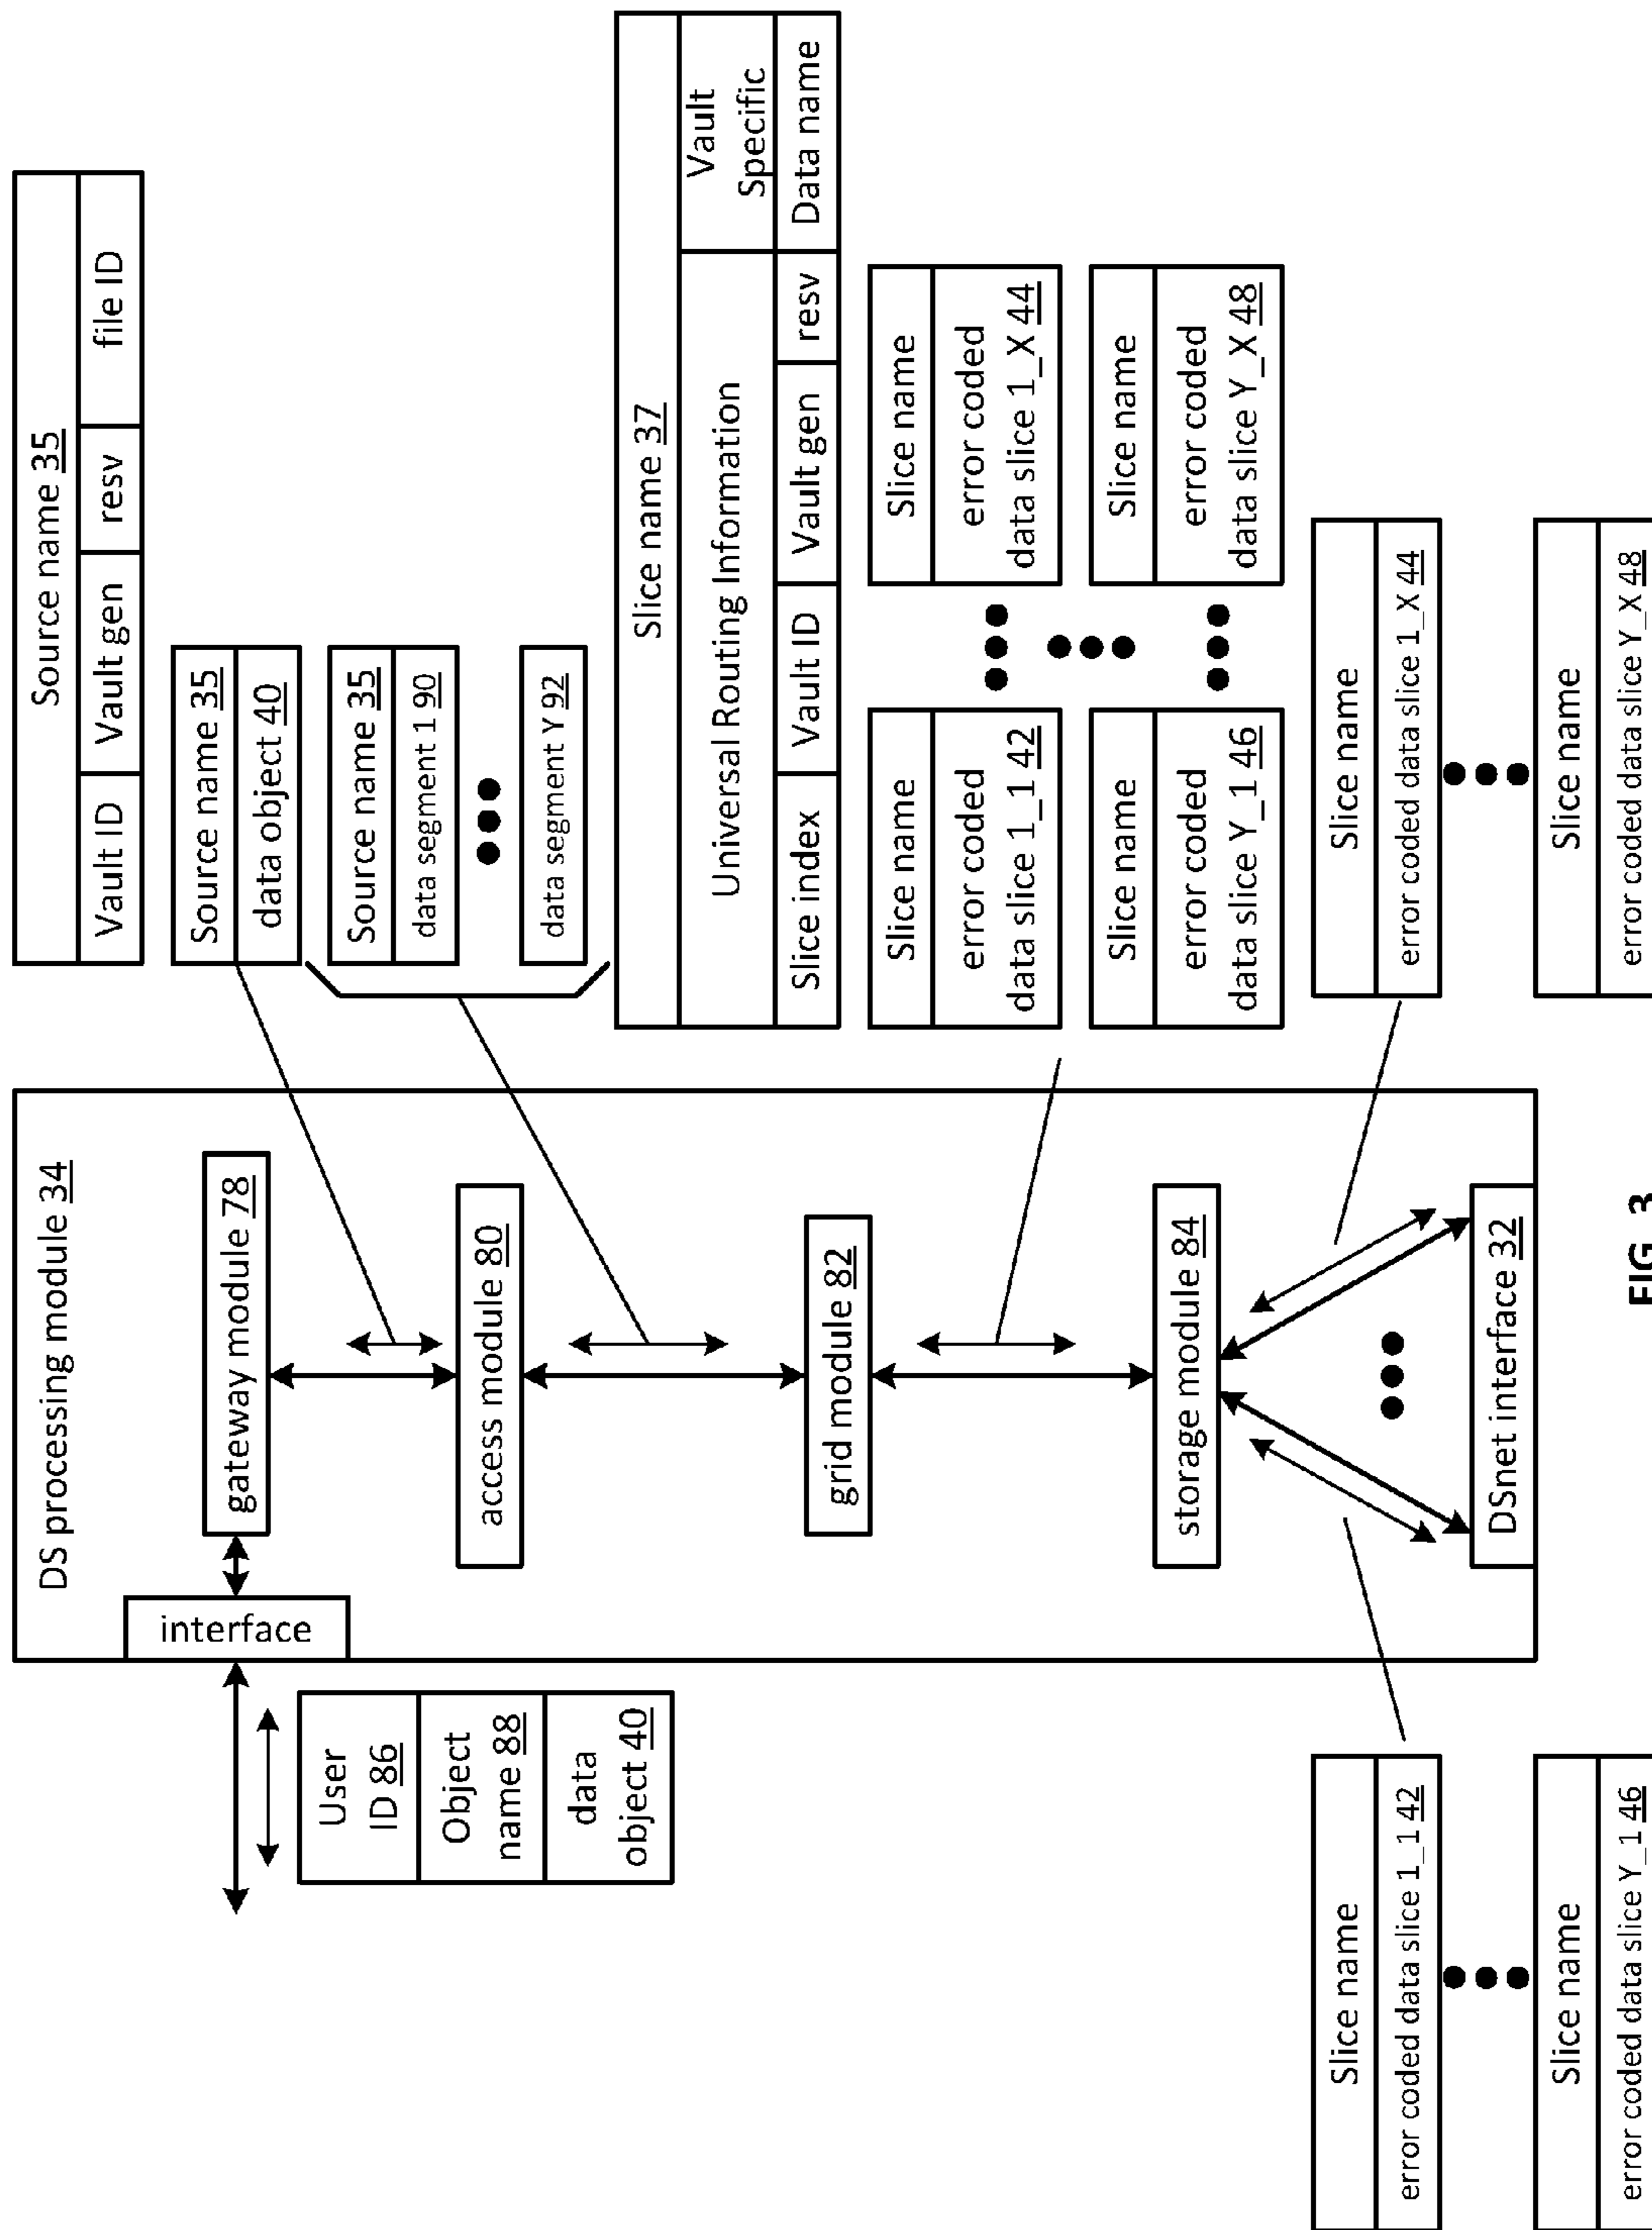 DS processing module 34
interface
gateway module 78
access module 80
grid module 82
storage module 84
DSnet interface 32
User
ID 86
Object
name 88
data
object 40
Source name 35
Vault ID
Vault gen
resv
file ID
Source name 35
data object 40
Source name 35
data segment 1 90
data segment Y 92
Slice name 37
Universal Routing Information
Vault
Specific
Slice index
Vault ID
Vault gen
resv
Data name
Slice name
error coded
data slice 1_1 42
Slice name
error coded
data slice 1_X 44
Slice name
error coded
data slice Y_1 46
Slice name
error coded
data slice Y_X 48
Slice name
error coded data slice 1_1 42
Slice name
error coded data slice Y_1 46
Slice name
error coded data slice 1_X 44
Slice name
error coded data slice Y_X 48
FIG. 3